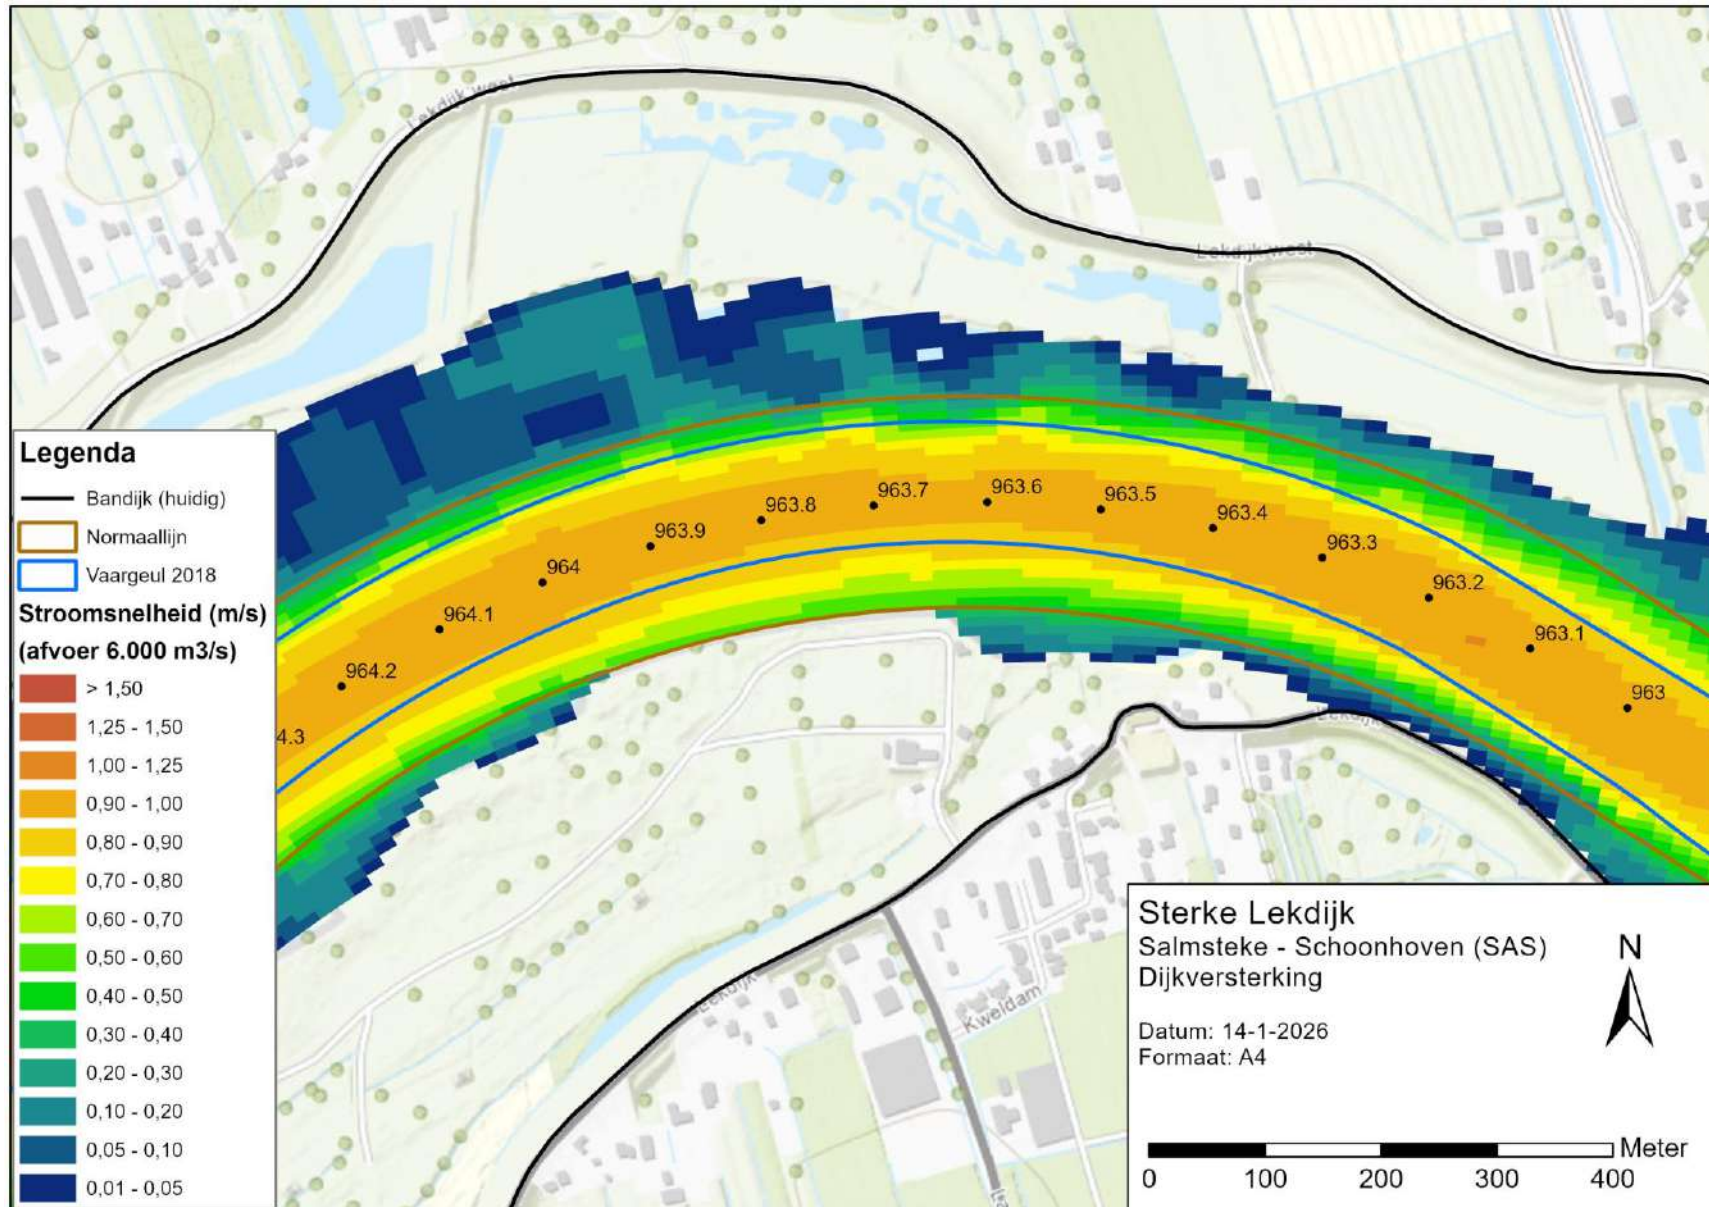 Lekdijk west
Lekdijk west
963.7
963.6
963.5
963.8
963.4
963.9
963.3
964
963.2
964.1
963.1
964.2
963
4.3
Lekdijk
Kweldam
Legenda
Bandijk (huidig)
Normaallijn
Vaargeul 2018
Stroomsnelheid (m/s)
(afvoer 6.000 m3/s)
> 1,50
1,25 - 1,50
1,00 - 1,25
0,90 - 1,00
0,80 - 0,90
0,70 - 0,80
0,60 - 0,70
0,50 - 0,60
0,40 - 0,50
0,30 - 0,40
0,20 - 0,30
0,10 - 0,20
0,05 - 0,10
0,01 - 0,05
Sterke Lekdijk
Salmsteke - Schoonhoven (SAS)
Dijkversterking
Datum: 14-1-2026
Formaat: A4
N
Meter
0 100 200 300 400